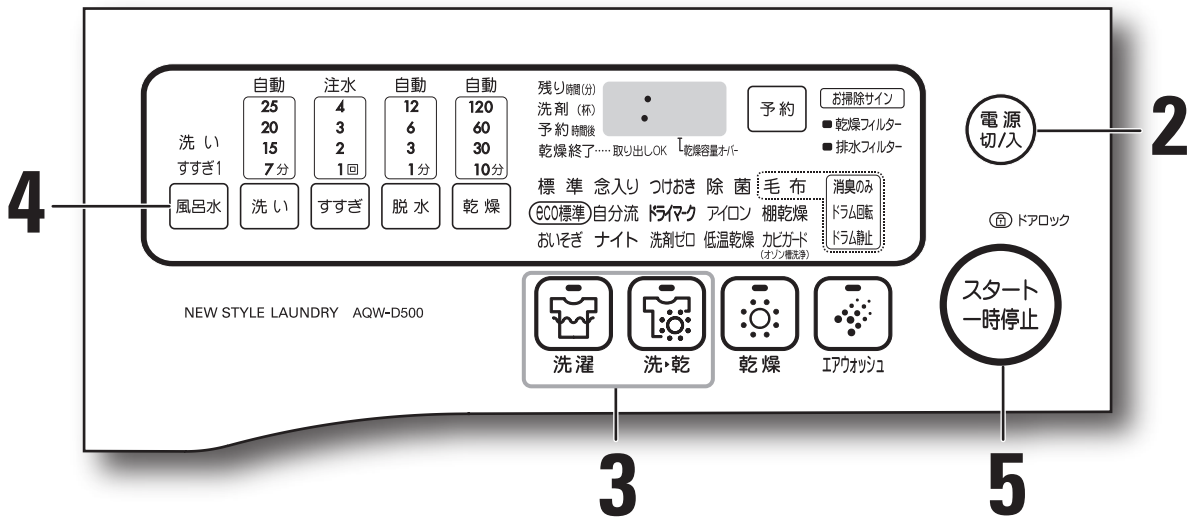 自動
25
20
15
7分
注水
4
3
2
1回
自動
12
6
3
1分
自動
120
60
30
10分
洗い
すすぎ1
風呂水
洗い
すすぎ
脱水
乾燥
残り時間(分)
洗剤(杯)
予約時間後
乾燥終了‥‥取り出しOK 乾燥容量オーバー
:
予約
お掃除サイン
■乾燥フィルター
■排水フィルター
標準 念入り つけおき 除菌 毛布
eco標準 自分流 ドライマーク アイロン 棚乾燥
おいそぎ ナイト 洗剤ゼロ 低温乾燥 カビガード
(オゾン槽洗浄)
消臭のみ
ドラム回転
ドラム静止
電源
切/入
2
4
ドアロック
スタート
一時停止
NEW STYLE LAUNDRY AQW-D500
洗濯
洗▸乾
乾燥
エアウォッシュ
3
5